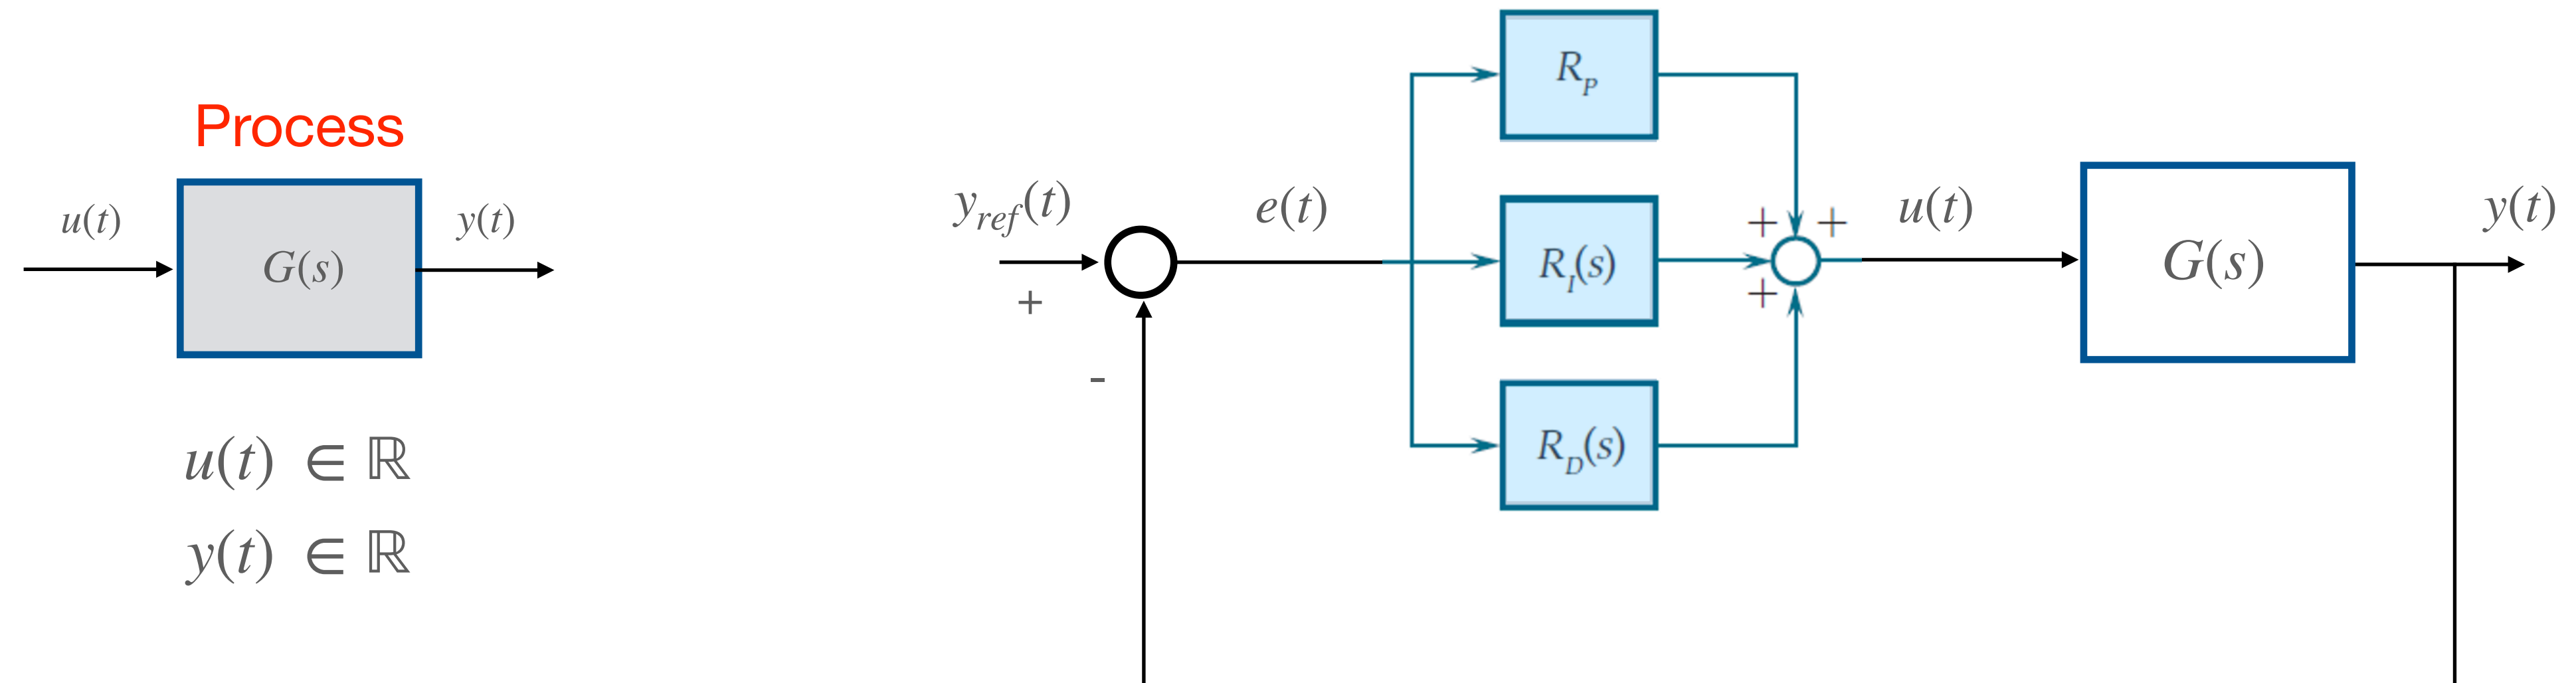 Process
u(t)
G(s)
y(t)
u(t) ∈ ℝ
y(t) ∈ ℝ
y_ref(t)
+
-
e(t)
R_P
R_I(s)
R_D(s)
+ +
+
u(t)
G(s)
y(t)